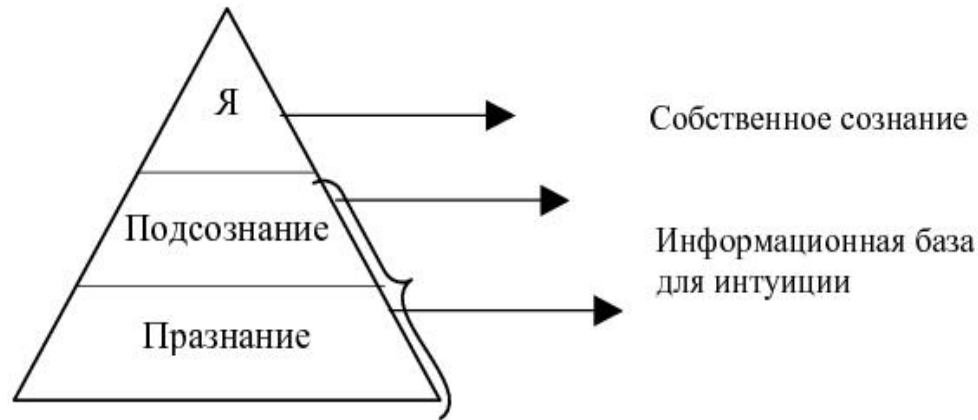 Я
Собственное сознание
Подсознание
Информационная база
для интуиции
Празнание